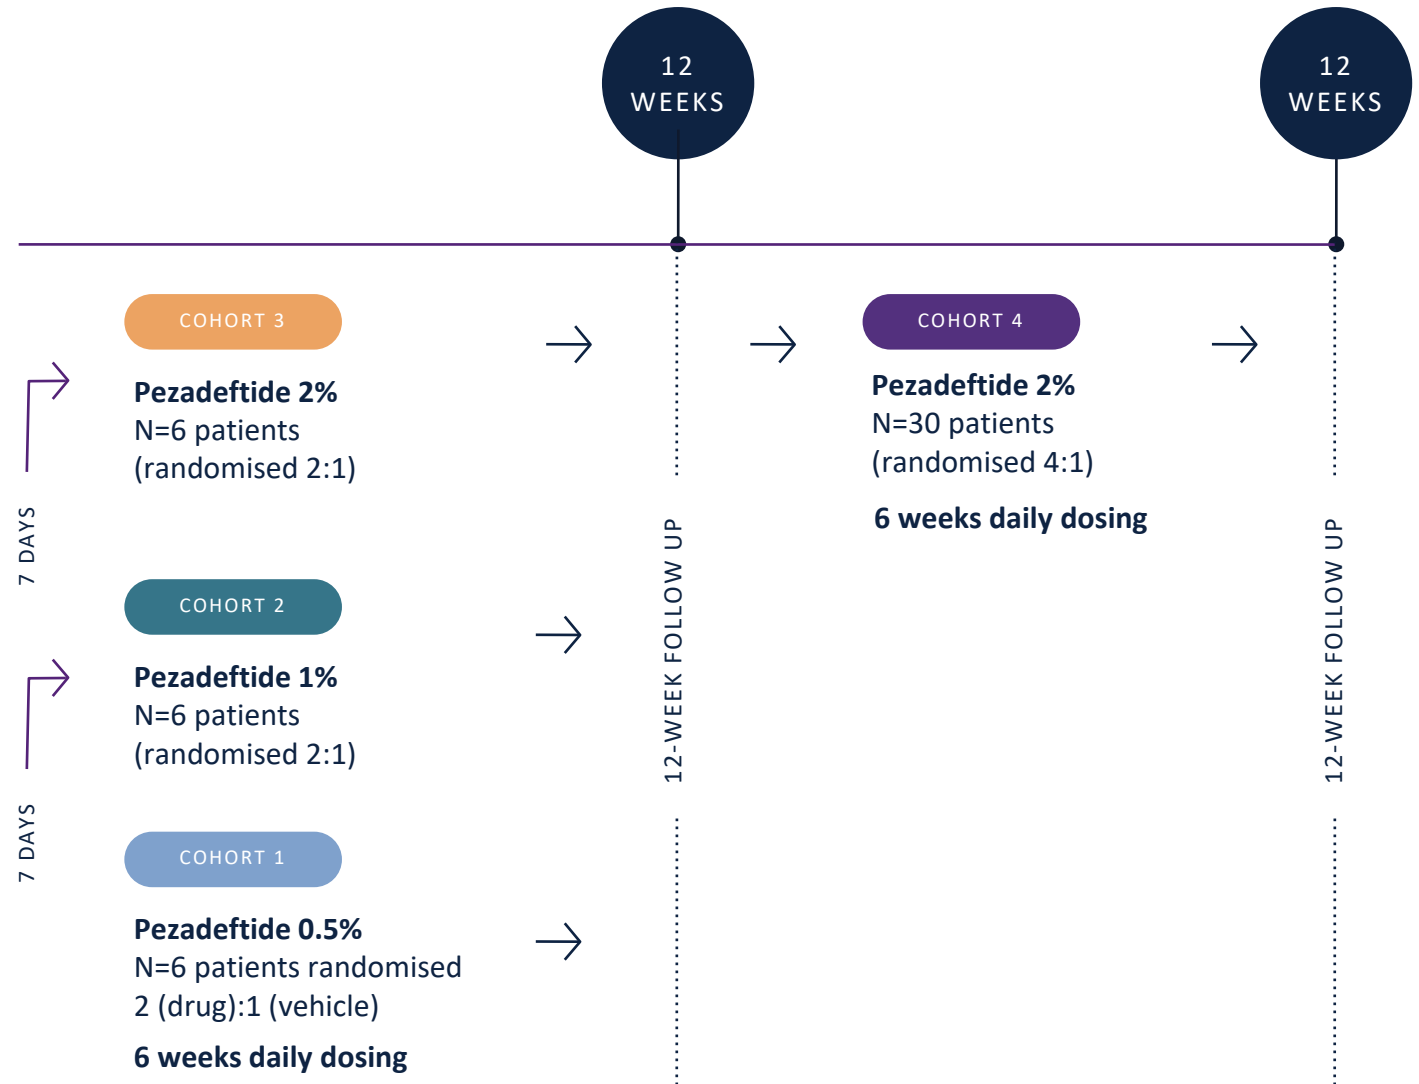 12
WEEKS
12
WEEKS
COHORT 3
Pezadeftide 2%
N=6 patients
(randomised 2:1)
COHORT 4
Pezadeftide 2%
N=30 patients
(randomised 4:1)
6 weeks daily dosing
7 DAYS
COHORT 2
Pezadeftide 1%
N=6 patients
(randomised 2:1)
7 DAYS
COHORT 1
Pezadeftide 0.5%
N=6 patients randomised
2 (drug):1 (vehicle)
6 weeks daily dosing
12-WEEK FOLLOW UP
12-WEEK FOLLOW UP